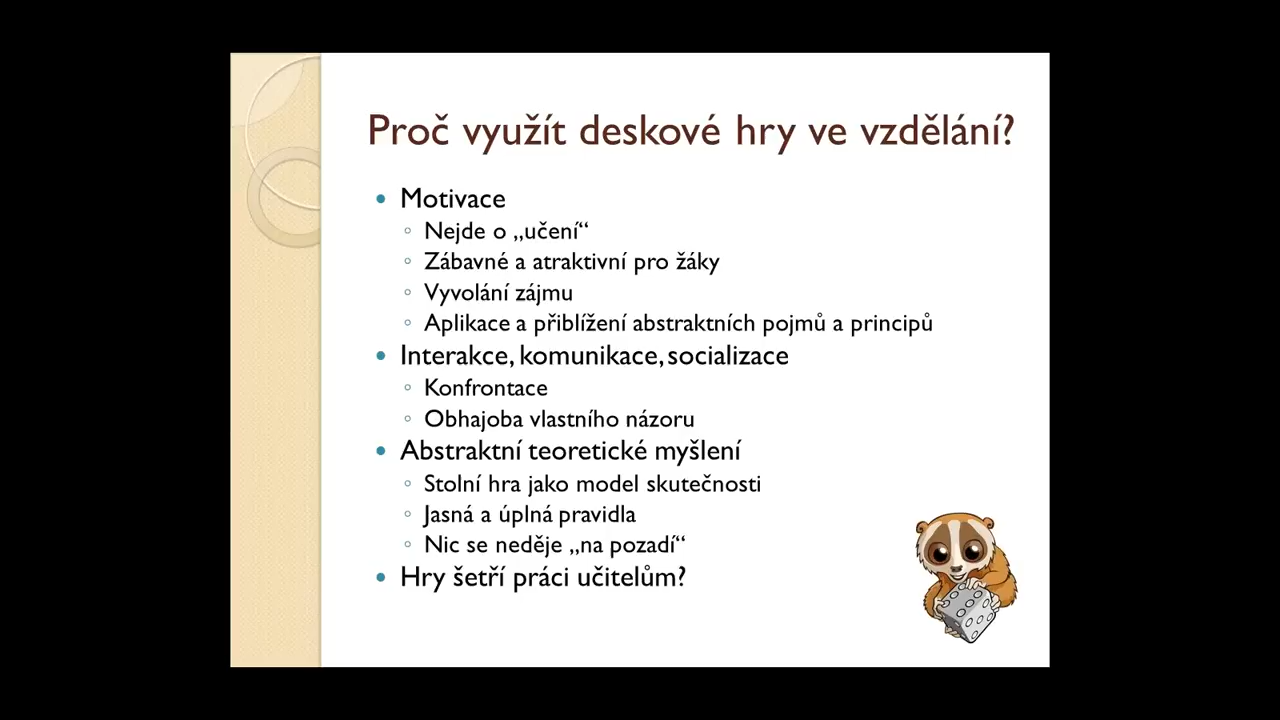 Proč využít deskové hry ve vzdělání?
• Motivace
◦ Nejde o „učení“
◦ Zábavné a atraktivní pro žáky
◦ Vyvolání zájmu
◦ Aplikace a přiblížení abstraktních pojmů a principů
• Interakce, komunikace, socializace
◦ Konfrontace
◦ Obhajoba vlastního názoru
• Abstraktní teoretické myšlení
◦ Stolní hra jako model skutečnosti
◦ Jasná a úplná pravidla
◦ Nic se neděje „na pozadí“
• Hry šetří práci učitelům?